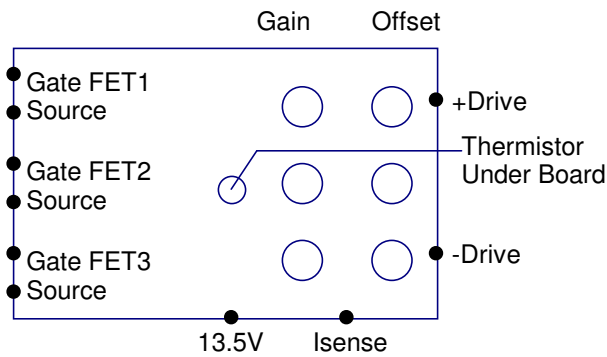 Gain Offset
Gate FET1
Source
+Drive
Thermistor
Under Board
Gate FET2
Source
Gate FET3
Source
-Drive
13.5V Isense